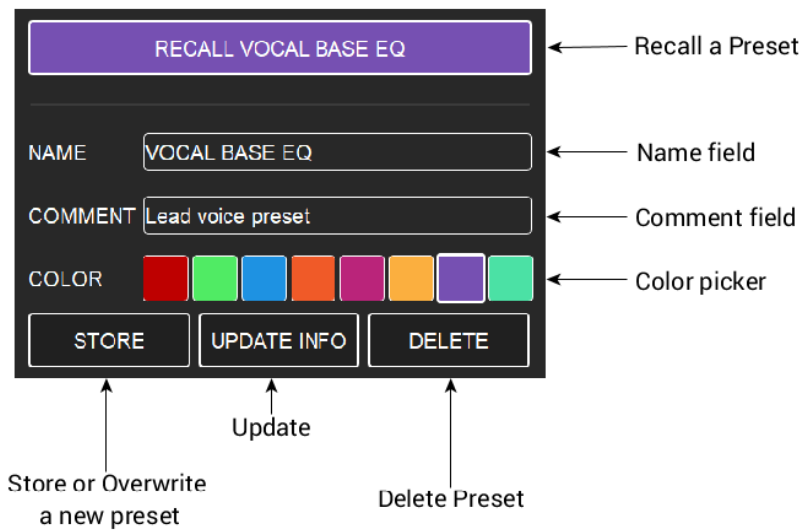 RECALL VOCAL BASE EQ
Recall a Preset
NAME
VOCAL BASE EQ
Name field
COMMENT
Lead voice preset
Comment field
COLOR
Color picker
STORE
UPDATE INFO
DELETE
Update
Store or Overwrite
a new preset
Delete Preset